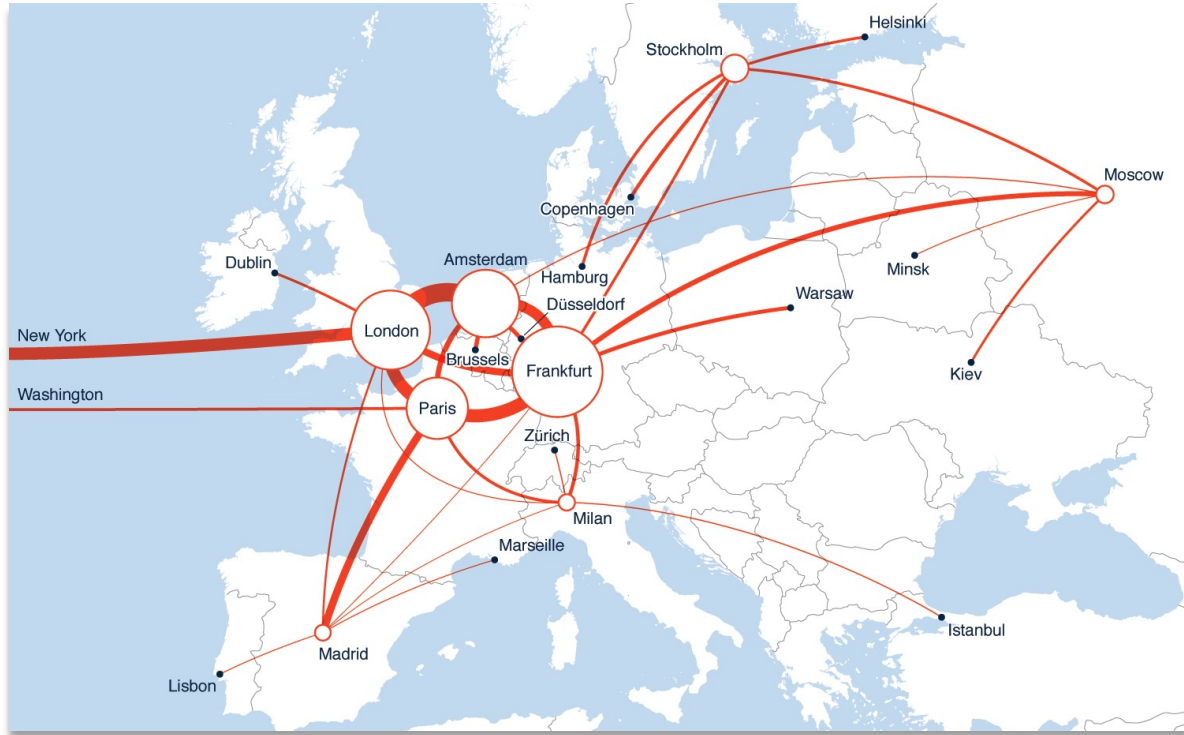 Helsinki
Stockholm
Moscow
Copenhagen
Dublin
Amsterdam
Hamburg
Minsk
Düsseldorf
Warsaw
New York
London
Brussels
Frankfurt
Kiev
Washington
Paris
Zürich
Milan
Marseille
Istanbul
Madrid
Lisbon